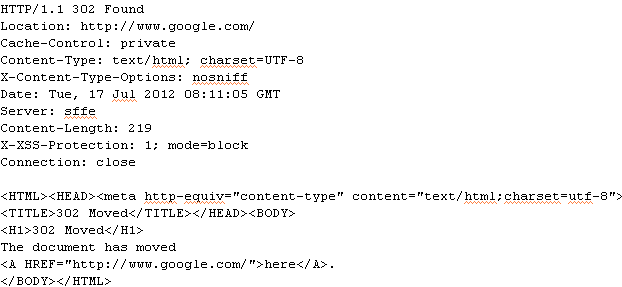 HTTP/1.1 302 Found
Location: http://www.google.com/
Cache-Control: private
Content-Type: text/html; charset=UTF-8
X-Content-Type-Options: nosniff
Date: Tue, 17 Jul 2012 08:11:05 GMT
Server: sffe
Content-Length: 219
X-XSS-Protection: 1; mode=block
Connection: close

<HTML><HEAD><meta http-equiv="content-type" content="text/html;charset=utf-8">
<TITLE>302 Moved</TITLE></HEAD><BODY>
<H1>302 Moved</H1>
The document has moved
<A HREF="http://www.google.com/">here</A>.
</BODY></HTML>